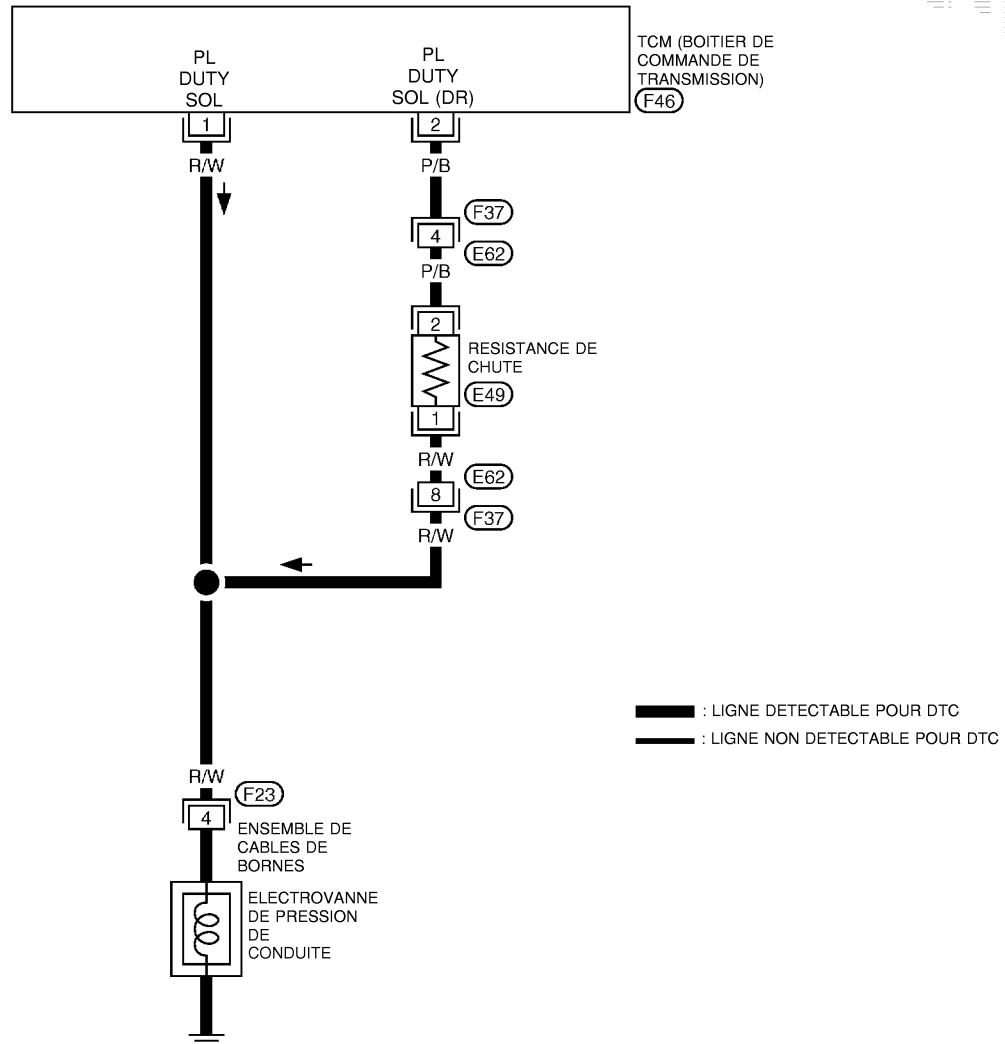 PL
DUTY
SOL
PL
DUTY
SOL (DR)
TCM (BOITIER DE
COMMANDE DE
TRANSMISSION)
F46
1
2
R/W
P/B
F37
4
E62
P/B
2
RESISTANCE DE
CHUTE
E49
1
R/W
E62
8
F37
R/W
: LIGNE DETECTABLE POUR DTC
: LIGNE NON DETECTABLE POUR DTC
R/W
F23
4
ENSEMBLE DE
CABLES DE
BORNES
ELECTROVANNE
DE PRESSION
DE
CONDUITE